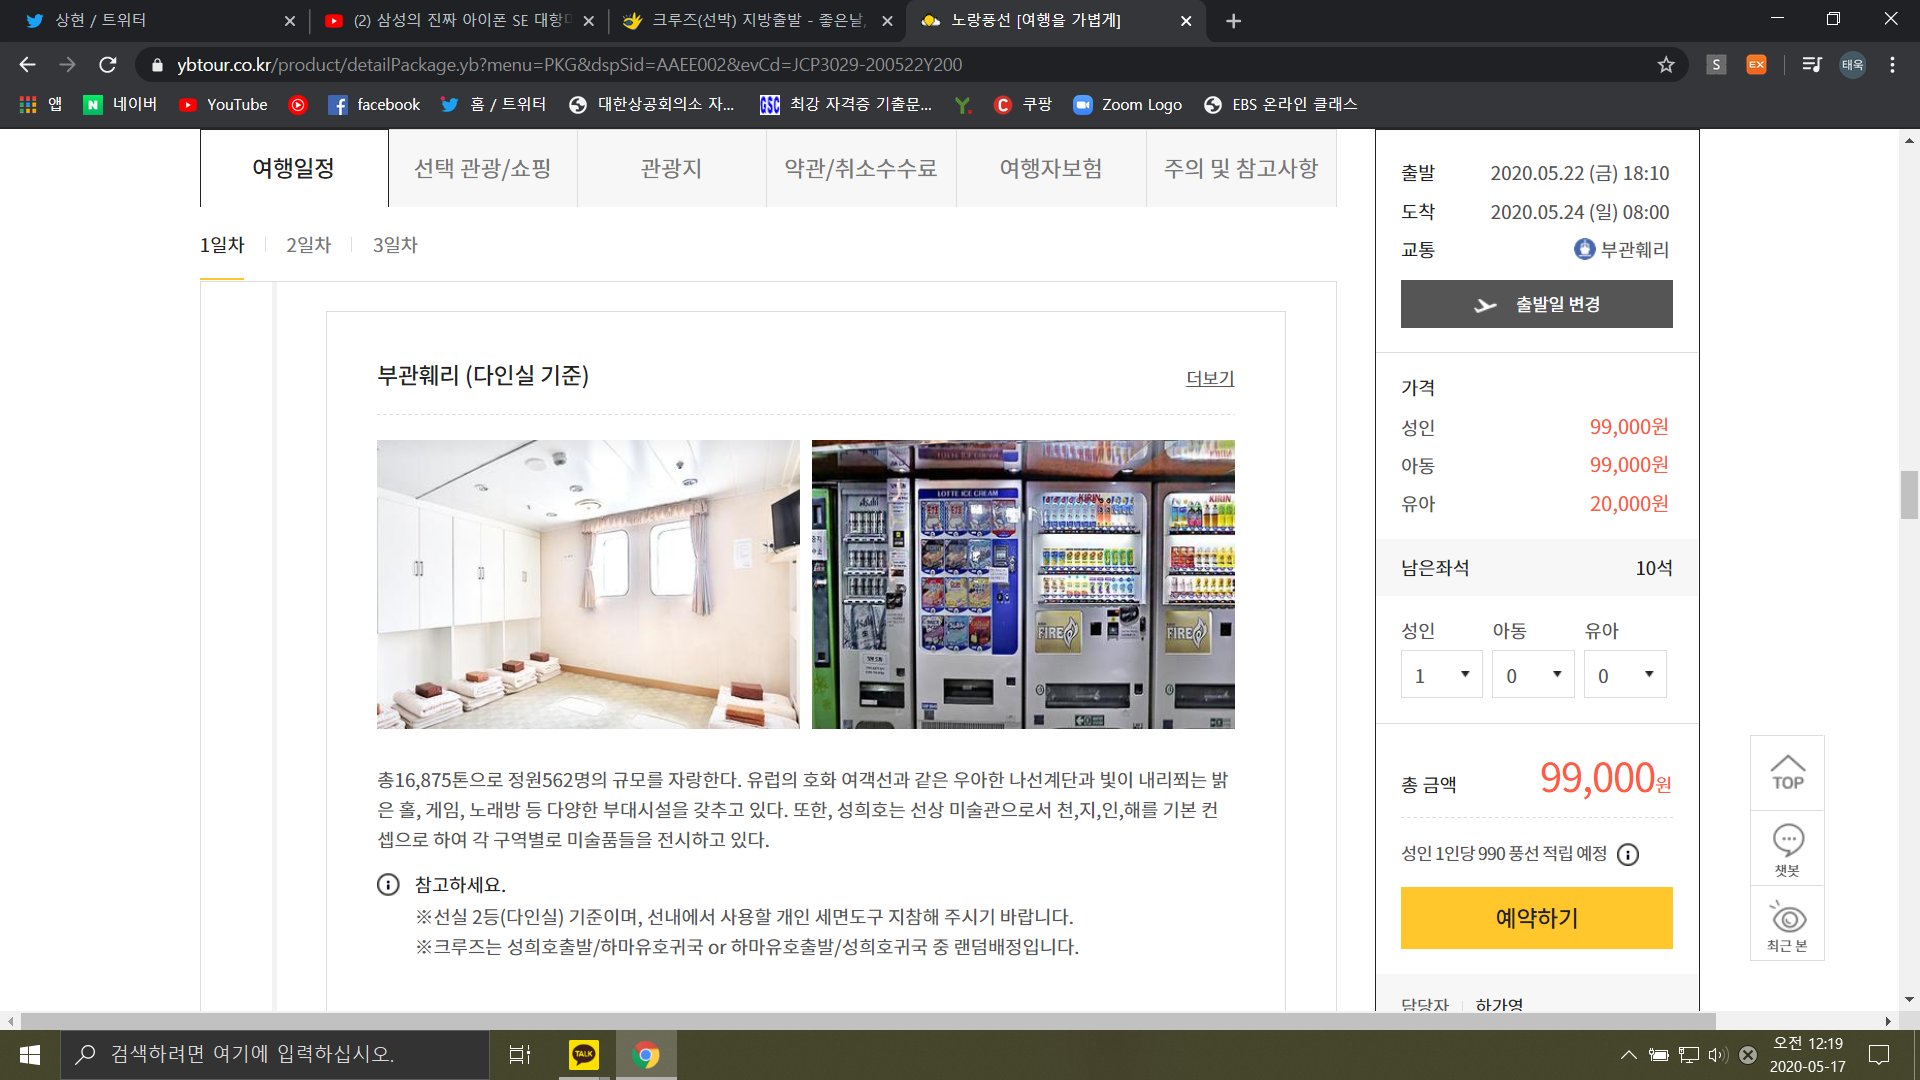 상현 / 트위터
(2) 삼성의 진짜 아이폰 SE 대항마
크루즈(선박) 지방출발 - 좋은날,
노랑풍선 [여행을 가볍게]
ybtour.co.kr/product/detailPackage.yb?menu=PKG&dspSid=AAEE002&evCd=JCP3029-200522Y200
S
EX
태욱
앱
네이버
YouTube
facebook
홈 / 트위터
대한상공회의소 자...
GSC
최강 자격증 기출문...
쿠팡
Zoom Logo
EBS 온라인 클래스
여행일정
선택 관광/쇼핑
관광지
약관/취소수수료
여행자보험
주의 및 참고사항
1일차
2일차
3일차
부관훼리 (다인실 기준)
더보기
Asahi
LOTTE ICE CREAM
KIRIN
KIRIN
FIRE
FIRE
총16,875톤으로 정원562명의 규모를 자랑한다. 유럽의 호화 여객선과 같은 우아한 나선계단과 빛이 내리쬐는 밝
은 홀, 게임, 노래방 등 다양한 부대시설을 갖추고 있다. 또한, 성희호는 선상 미술관으로서 천,지,인,해를 기본 컨
셉으로 하여 각 구역별로 미술품들을 전시하고 있다.
참고하세요.
※선실 2등(다인실) 기준이며, 선내에서 사용할 개인 세면도구 지참해 주시기 바랍니다.
※크루즈는 성희호출발/하마유호귀국 or 하마유호출발/성희호귀국 중 랜덤배정입니다.
출발 2020.05.22 (금) 18:10
도착 2020.05.24 (일) 08:00
교통 부관훼리
출발일 변경
가격
성인 99,000원
아동 99,000원
유아 20,000원
남은좌석 10석
성인 아동 유아
1 0 0
총 금액 99,000원
성인 1인당 990 풍선 적립 예정
예약하기
담당자 하가영
TOP
챗봇
최근 본
검색하려면 여기에 입력하십시오.
TALK
오전 12:19
2020-05-17